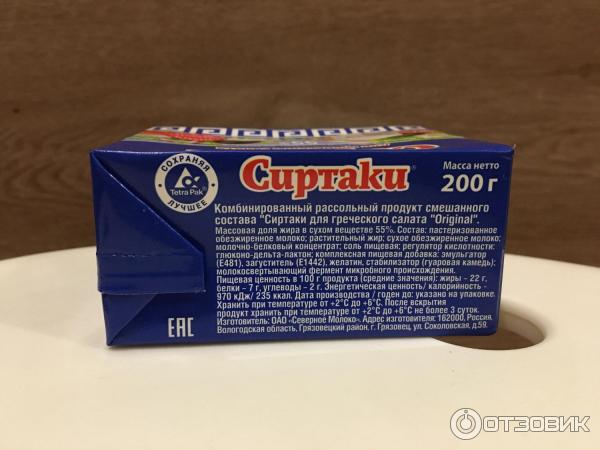 СОХРАНЯЯ
Tetra Pak®
ЛУЧШЕЕ
Сиртаки®
Масса нетто
200 г
Комбинированный рассольный продукт смешанного
состава "Сиртаки для греческого салата "Original".
Массовая доля жира в сухом веществе 55%. Состав: пастеризованное
обезжиренное молоко; растительный жир; сухое обезжиренное молоко;
молочно-белковый концентрат; соль пищевая; регулятор кислотности:
глюконо-дельта-лактон; комплексная пищевая добавка: эмульгатор
(Е481), загуститель (Е1442), желатин, стабилизатор (гуаровая камедь);
молокосвертывающий фермент микробного происхождения.
Пищевая ценность в 100 г продукта (средние значения): жиры - 22 г,
белки - 7 г, углеводы - 2 г. Энергетическая ценность/ калорийность -
970 кДж/ 235 ккал. Дата производства / годен до: указано на упаковке.
Хранить при температуре от +2°С до +6°С. После вскрытия
продукт хранить при температуре от +2°С до +6°С не более 3 суток.
Изготовитель: ОАО «Северное Молоко». Адрес изготовителя: 162000, Россия,
Вологодская область, Грязовецкий район, г. Грязовец, ул. Соколовская, д.59.
EAC
ОТЗОВИК